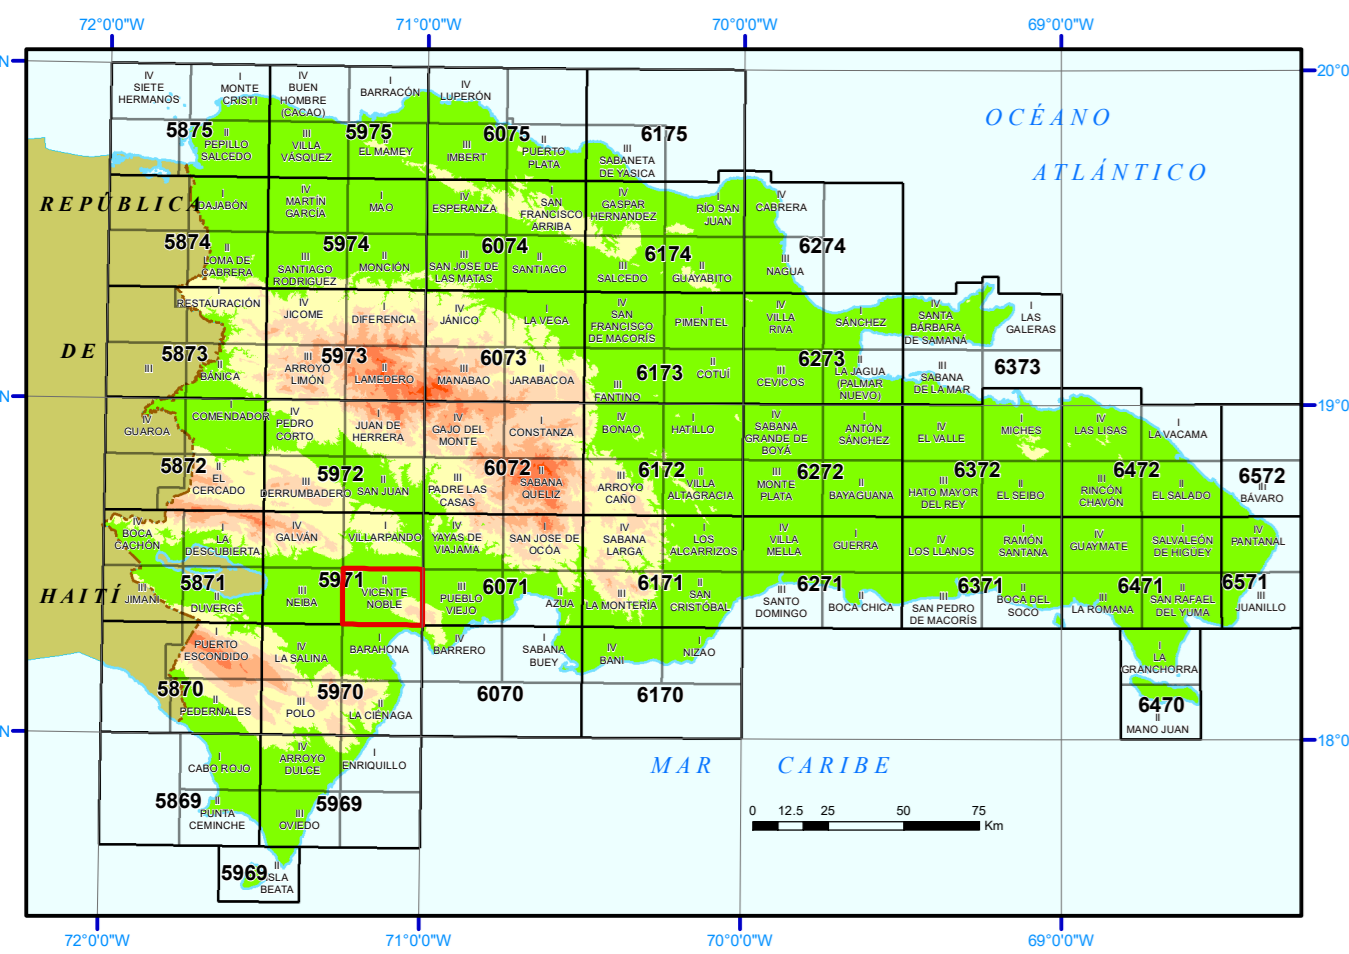 72°0'0"W
71°0'0"W
70°0'0"W
69°0'0"W
N
20°0
IV
SIETE
HERMANOS
I
MONTE
CRISTI
IV
BUEN
HOMBRE
(CACAO)
I
BARRACÓN
IV
LUPERÓN
OCÉANO
ATLÁNTICO
5875
II
PEPILLO
SALCEDO
III
VILLA
VÁSQUEZ
5975
II
EL MAMEY
III
IMBERT
6075
II
PUERTO
PLATA
III
SABANETA
DE YASICA
6175
REPÚBLICA
I
DAJABÓN
IV
MARTÍN
GARCÍA
I
MAO
IV
ESPERANZA
I
SAN
FRANCISCO
ARRIBA
IV
GASPAR
HERNANDEZ
I
RÍO SAN
JUAN
IV
CABRERA
5874
II
LOMA DE
CABRERA
5974
III
SANTIAGO
RODRIGUEZ
II
MONCIÓN
III
SAN JOSE DE
LAS MATAS
6074
II
SANTIAGO
III
SALCEDO
6174
II
GUAYABITO
III
NAGUA
6274
I
RESTAURACIÓN
IV
JICOME
I
DIFERENCIA
IV
JÁNICO
I
LA VEGA
IV
SAN
FRANCISCO
DE MACORÍS
I
PIMENTEL
IV
VILLA
RIVA
I
SÁNCHEZ
IV
SANTA
BÁRBARA
DE SAMANÁ
I
LAS
GALERAS
DE
III
5873
II
BÁNICA
III
ARROYO
LIMÓN
5973
II
LAMEDERO
III
MANABAO
6073
II
JARABACOA
III
FANTINO
6173
II
COTUÍ
III
CEVICOS
6273
II
LA JAGUA
(PALMAR
NUEVO)
III
SABANA
DE LA MAR
6373
N
19°0
IV
GUAROA
I
COMENDADOR
IV
PEDRO
CORTO
I
JUAN DE
HERRERA
IV
GAJO DEL
MONTE
I
CONSTANZA
IV
BONAO
I
HATILLO
IV
SABANA
GRANDE DE
BOYÁ
I
ANTÓN
SÁNCHEZ
IV
EL VALLE
I
MICHES
IV
LAS LISAS
I
LA VACAMA
5872
II
EL
CERCADO
III
DERRUMBADERO
5972
II
SAN JUAN
III
PADRE LAS
CASAS
6072
II
SABANA
QUELIZ
III
ARROYO
CAÑO
6172
II
VILLA
ALTAGRACIA
III
MONTE
PLATA
6272
II
BAYAGUANA
III
HATO MAYOR
DEL REY
6372
II
EL SEIBO
III
RINCÓN
CHAVÓN
6472
II
EL SALADO
6572
III
BÁVARO
IV
BOCA
CACHÓN
I
LA
DESCUBIERTA
IV
GALVÁN
I
VILLARPANDO
IV
YAYAS DE
VIAJAMA
I
SAN JOSE DE
OCÓA
IV
SABANA
LARGA
I
LOS
ALCARRIZOS
IV
VILLA
MELLA
I
GUERRA
IV
LOS LLANOS
I
RAMÓN
SANTANA
IV
GUAYMATE
I
SALVALEÓN
DE HIGÜEY
IV
PANTANAL
HAITÍ
III
JIMANÍ
5871
II
DUVERGÉ
III
NEIBA
5971
II
VICENTE
NOBLE
III
PUEBLO
VIEJO
6071
II
AZUA
III
LA MONTERÍA
6171
II
SAN
CRISTÓBAL
III
SANTO
DOMINGO
6271
II
BOCA CHICA
III
SAN PEDRO
DE MACORÍS
6371
II
BOCA DEL
SOCO
III
LA ROMANA
6471
II
SAN RAFAEL
DEL YUMA
6571
III
JUANILLO
I
PUERTO
ESCONDIDO
IV
LA SALINA
I
BARAHONA
IV
BARRERO
I
SABANA
BUEY
IV
BANI
I
NIZAO
I
LA
GRANCHORRA
5870
II
PEDERNALES
III
POLO
5970
II
LA CIÉNAGA
6070
6170
6470
II
MANO JUAN
N
18°0
I
CABO ROJO
IV
ARROYO
DULCE
I
ENRIQUILLO
MAR CARIBE
5869
II
PUNTA
CEMINCHE
III
OVIEDO
5969
0 12.5 25 50 75
Km
5969
II
ISLA
BEATA
72°0'0"W
71°0'0"W
70°0'0"W
69°0'0"W